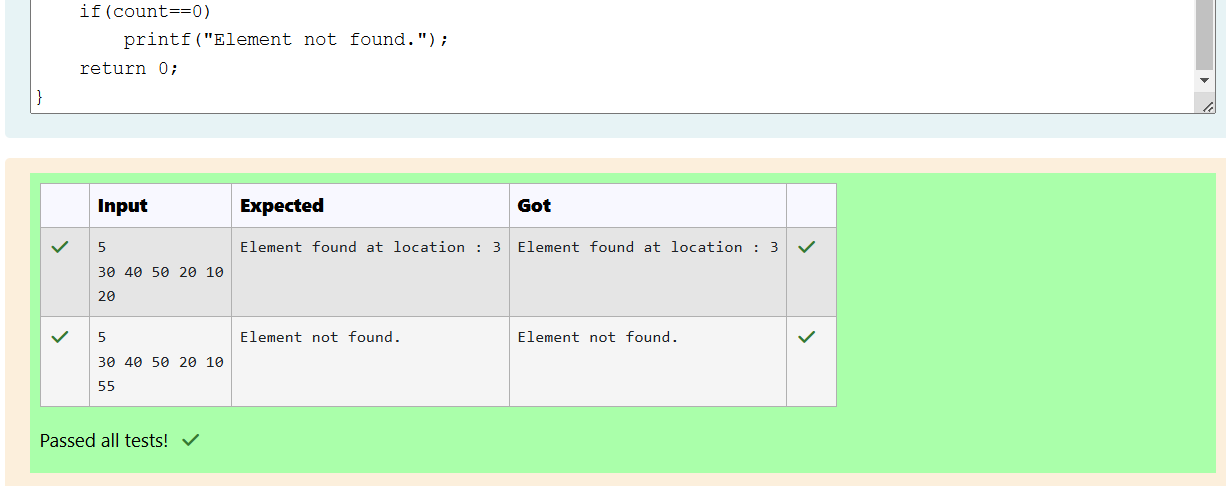 if(count==0)
printf("Element not found.");
return 0;
}
Input Expected Got
5 Element found at location : 3 Element found at location : 3
30 40 50 20 10
20
5 Element not found. Element not found.
30 40 50 20 10
55
Passed all tests!